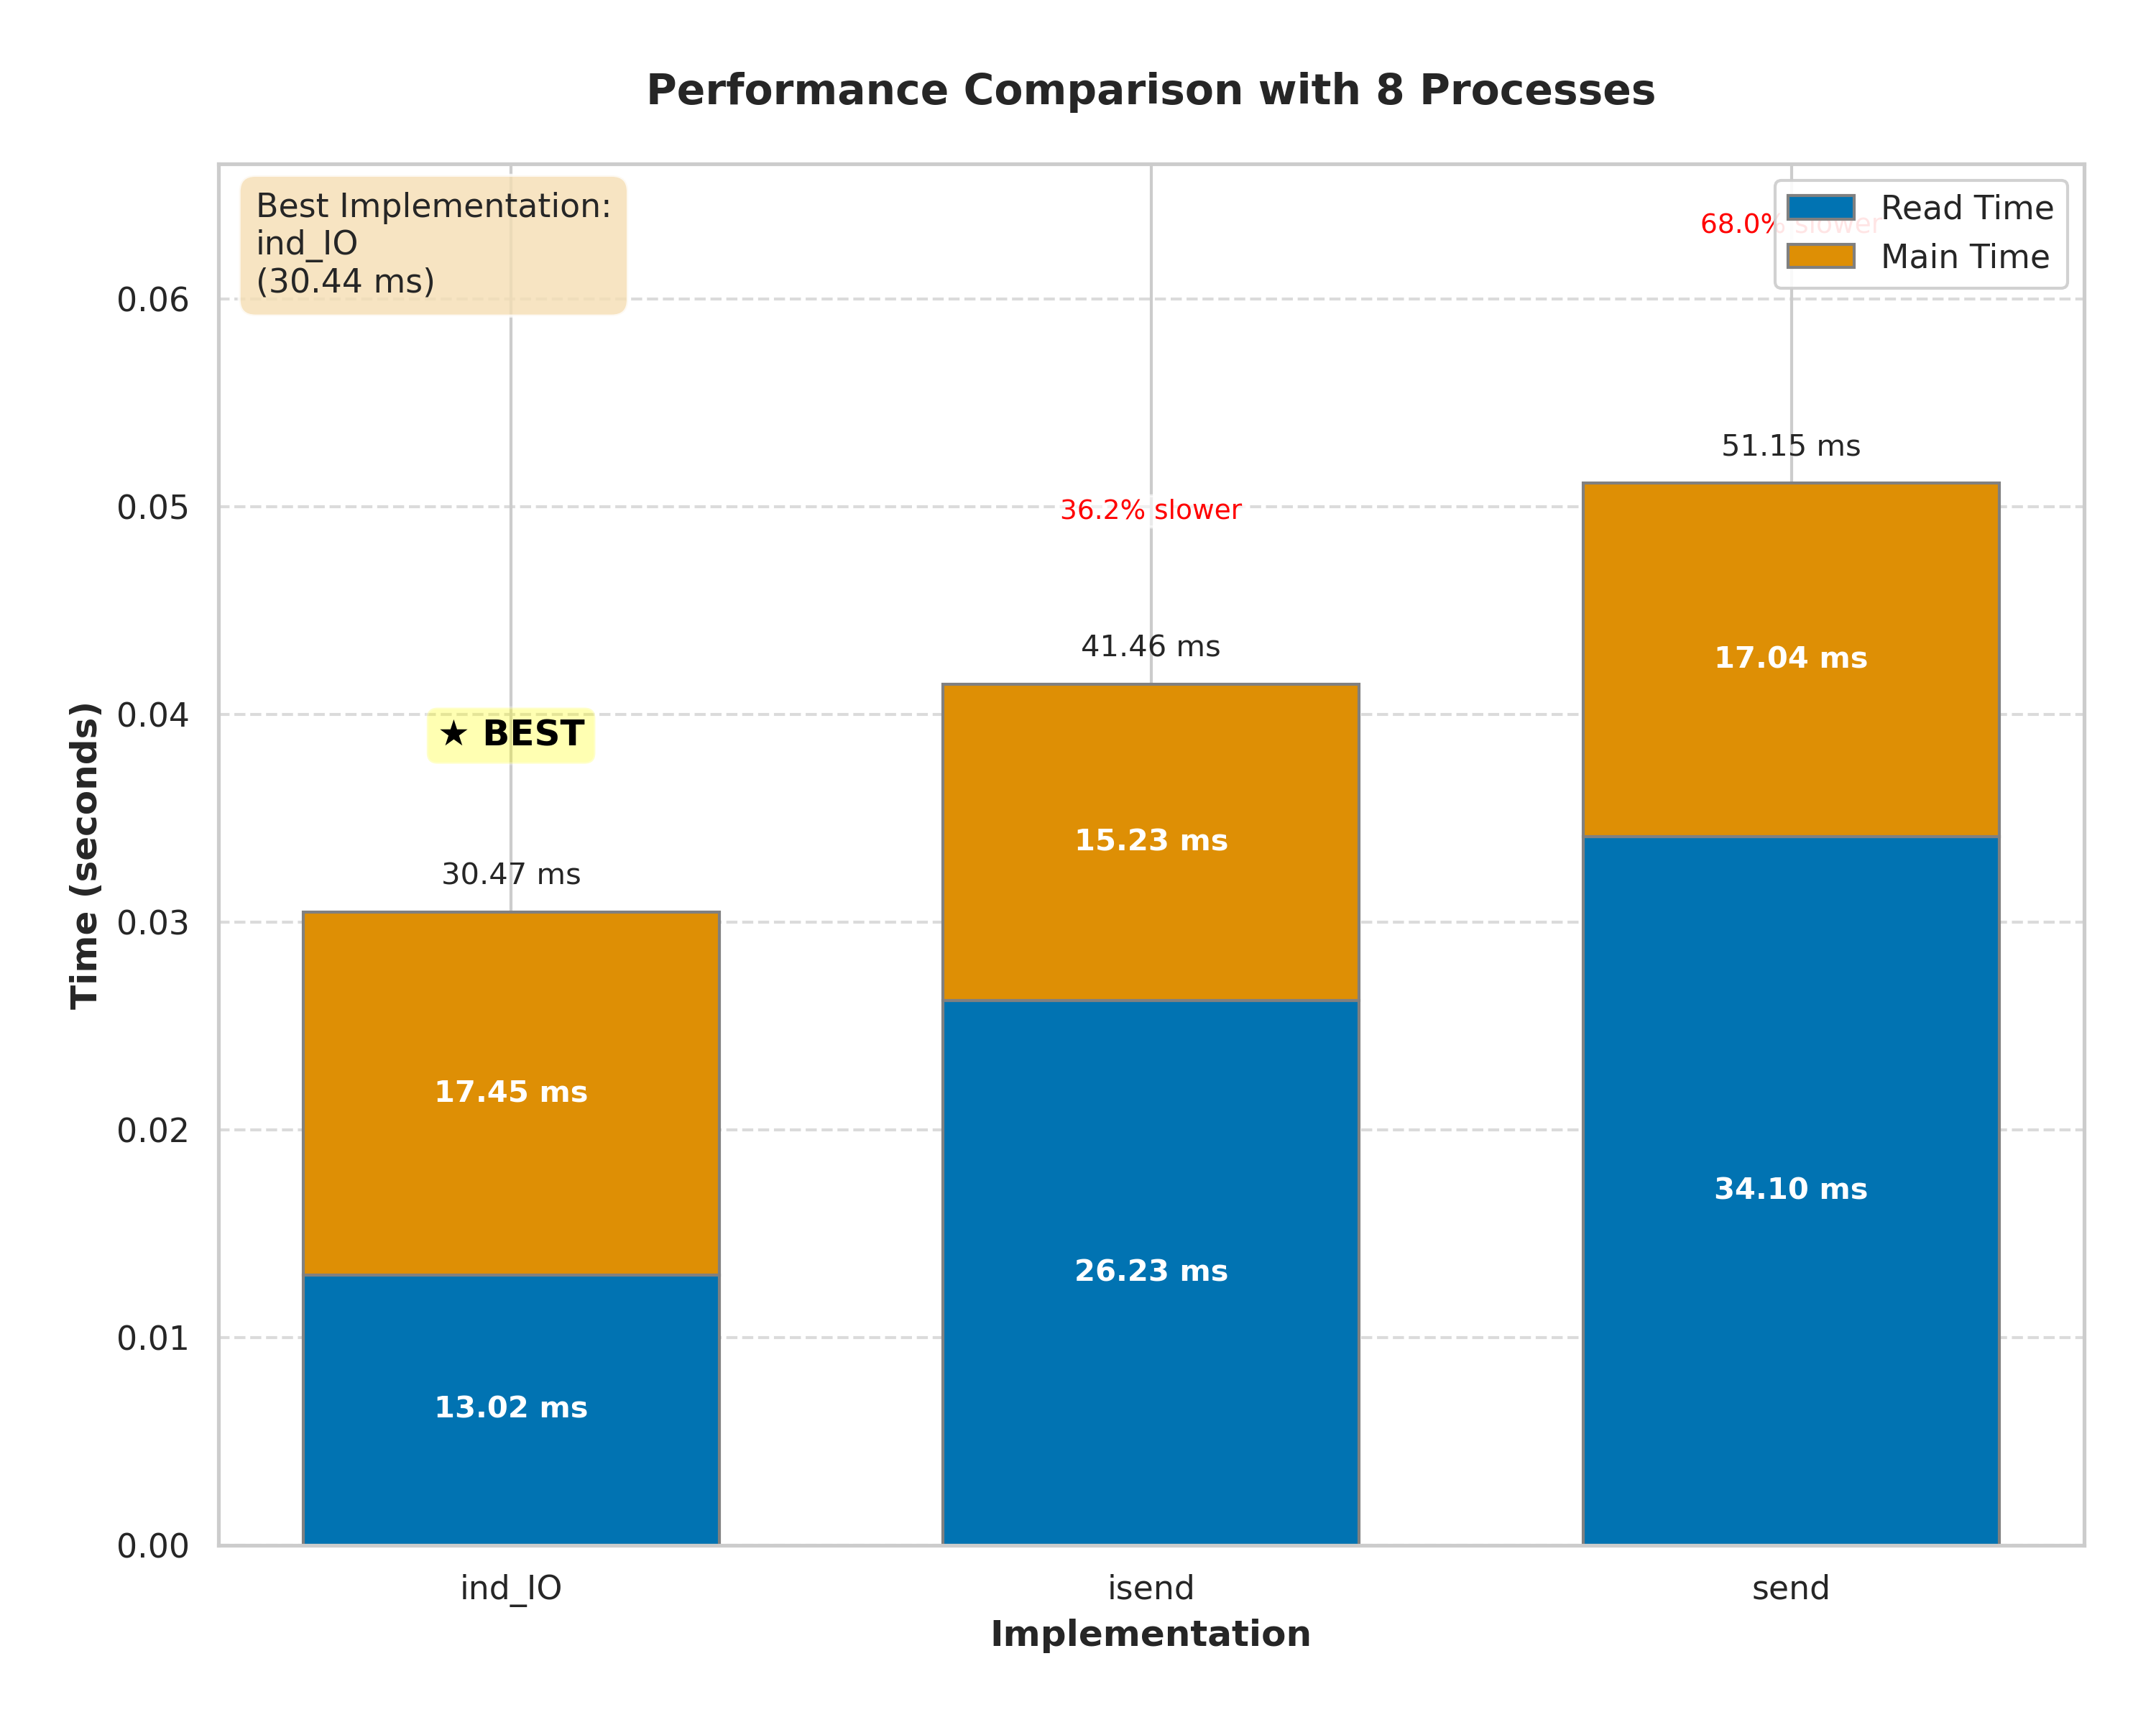 Performance Comparison with 8 Processes
Best Implementation:
ind_IO
(30.44 ms)
68.0% slower
Read Time
Main Time
0.06
51.15 ms
0.05
36.2% slower
41.46 ms
17.04 ms
0.04
★ BEST
15.23 ms
30.47 ms
0.03
Time (seconds)
34.10 ms
17.45 ms
0.02
26.23 ms
0.01
13.02 ms
0.00
ind_IO
isend
send
Implementation